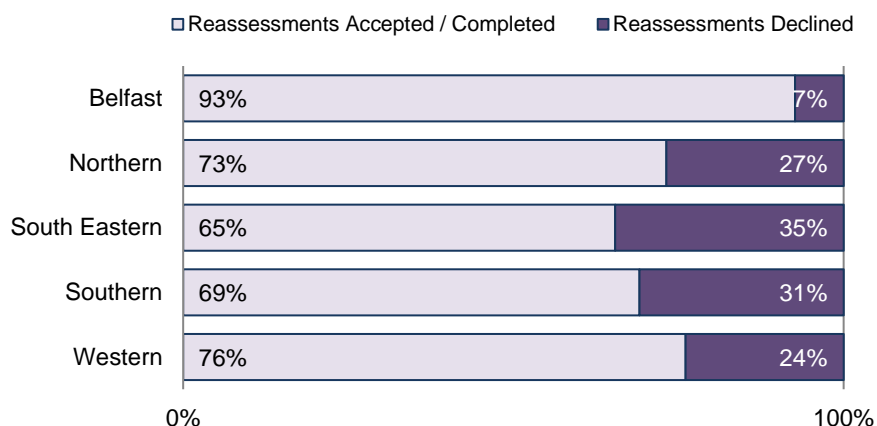 Reassessments Accepted / Completed Reassessments Declined
Belfast 93% 7%
Northern 73% 27%
South Eastern 65% 35%
Southern 69% 31%
Western 76% 24%
0% 100%